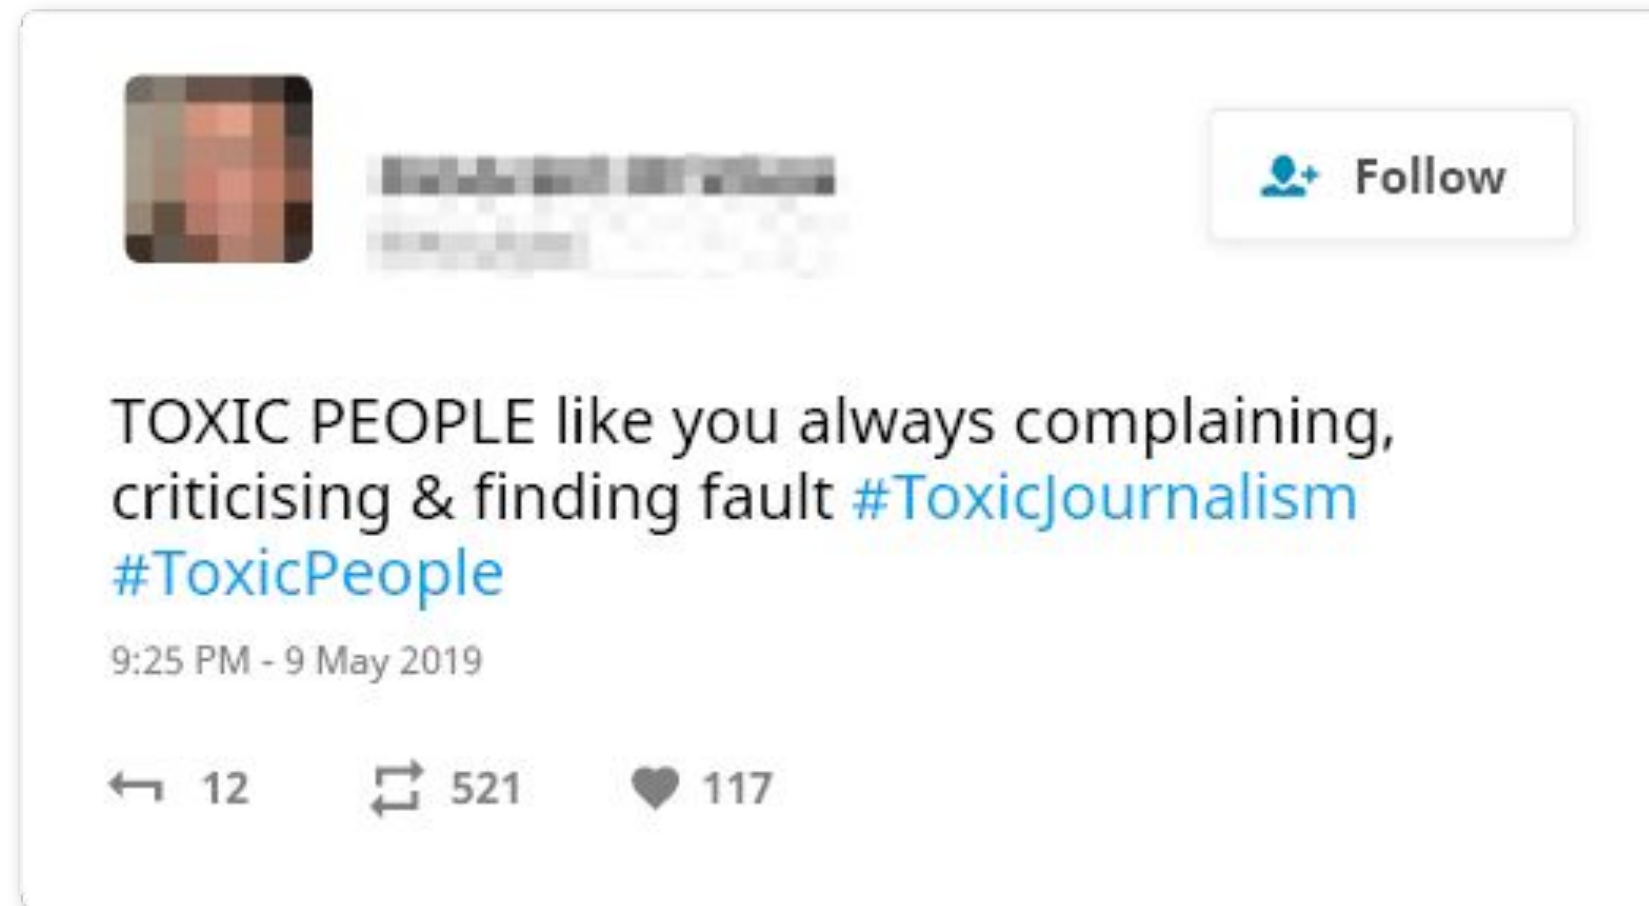 Follow
TOXIC PEOPLE like you always complaining,
criticising & finding fault #ToxicJournalism
#ToxicPeople
9:25 PM - 9 May 2019
12 521 117